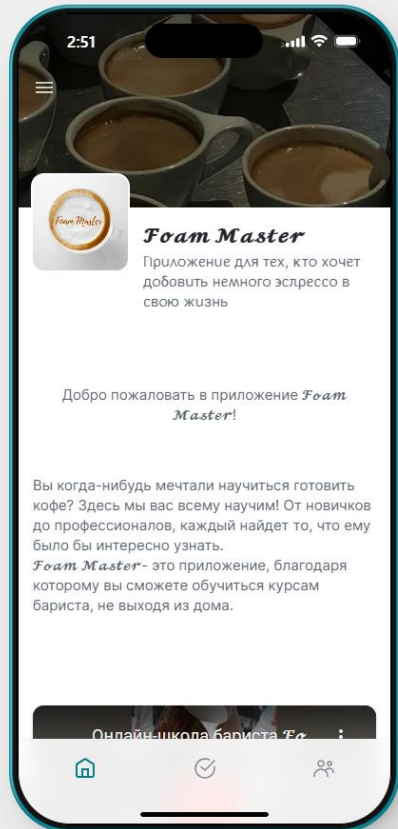 2:51
Foam Master
Foam Master
Приложение для тех, кто хочет
добавить немного эспрессо в
свою жизнь
Добро пожаловать в приложение Foam
Master!
Вы когда-нибудь мечтали научиться готовить
кофе? Здесь мы вас всему научим! От новичков
до профессионалов, каждый найдет то, что ему
было бы интересно узнать.
Foam Master- это приложение, благодаря
которому вы сможете обучиться курсам
бариста, не выходя из дома.
Онлайн-школа бариста Fo